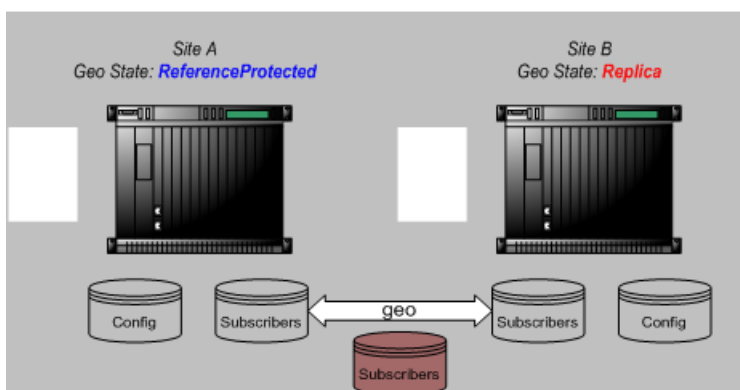 Site A
Geo State: ReferenceProtected
Site B
Geo State: Replica
Config
Subscribers
geo
Subscribers
Config
Subscribers